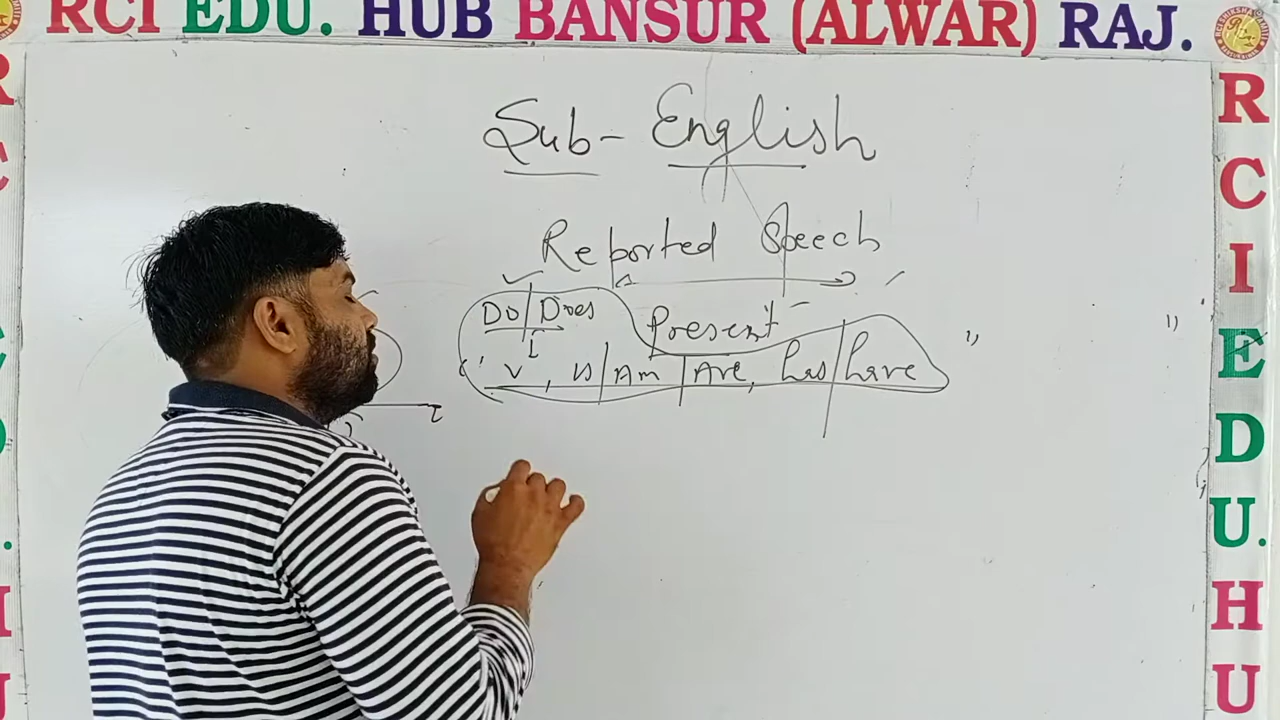 RCI EDU. HUB BANSUR (ALWAR) RAJ.
Sub- English
Reported Speech
Do/Does
Present
" V, is/Am/Are, has/have " "
R
C
I
E
D
U.
H
U